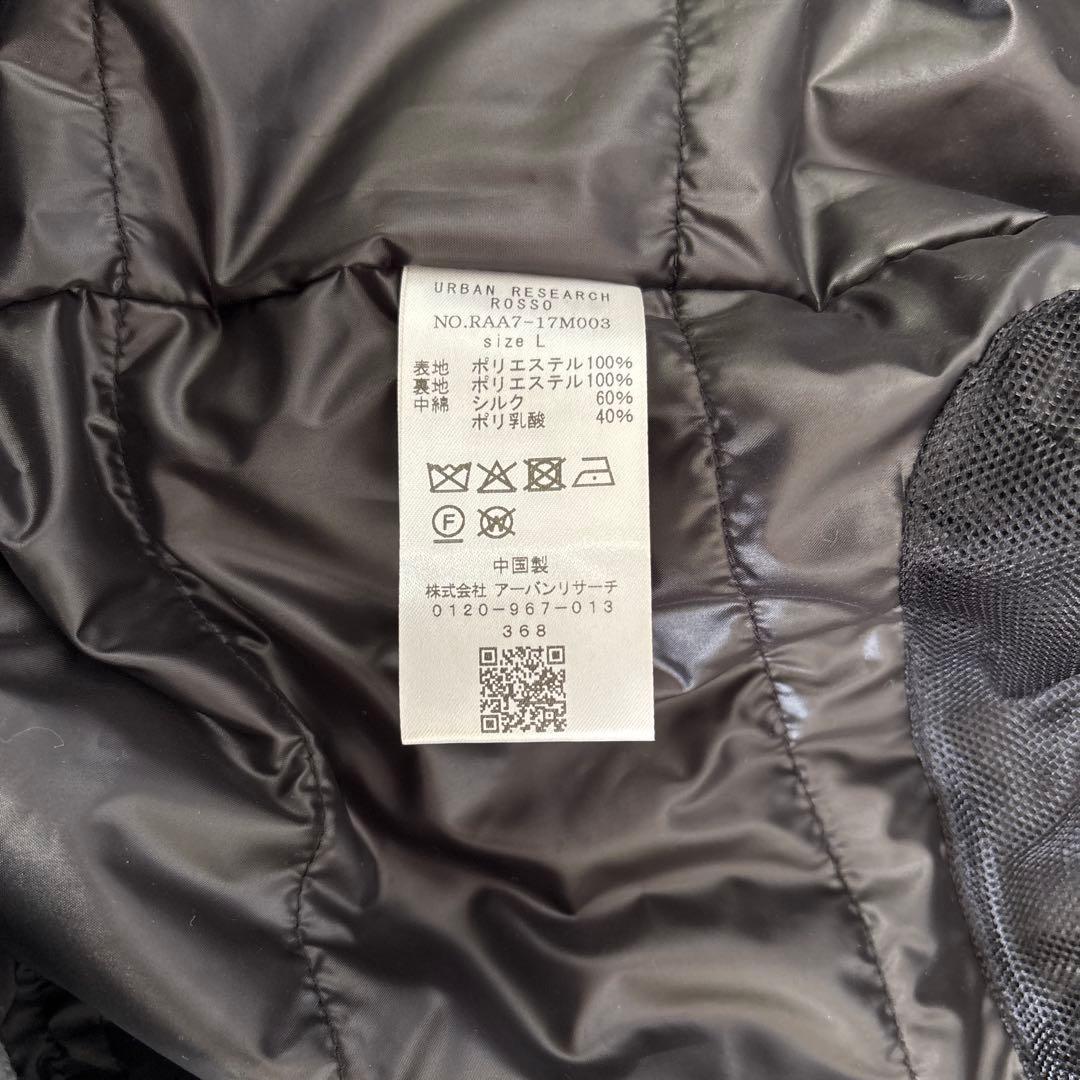 URBAN RESEARCH
ROSSO
NO.RAA7-17M003
size L
表地 ポリエステル100%
裏地 ポリエステル100%
中綿 シルク 60%
ポリ乳酸 40%
F W
中国製
株式会社 アーバンリサーチ
0120-967-013
368